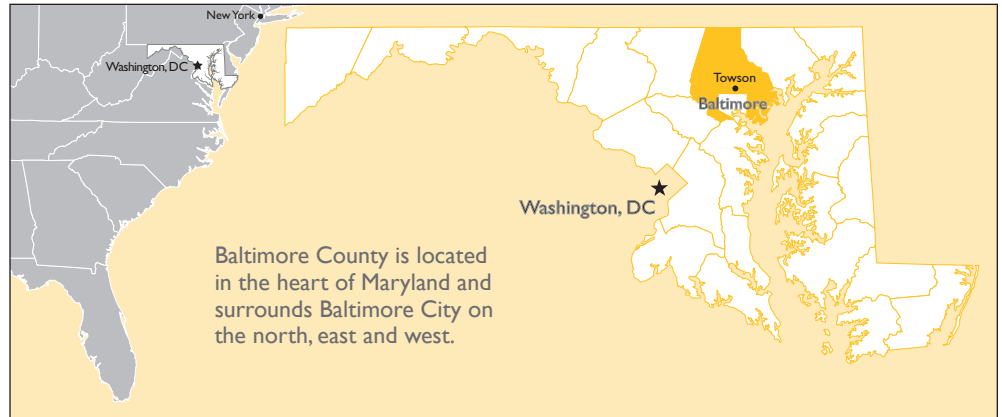 New York
Washington, DC
Towson
Baltimore
Washington, DC
Baltimore County is located
in the heart of Maryland and
surrounds Baltimore City on
the north, east and west.